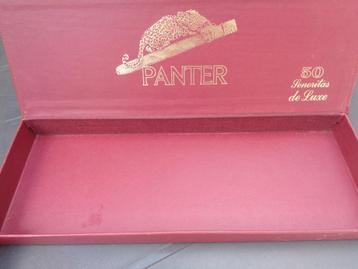 PANTER
50
Senoritas
de Luxe